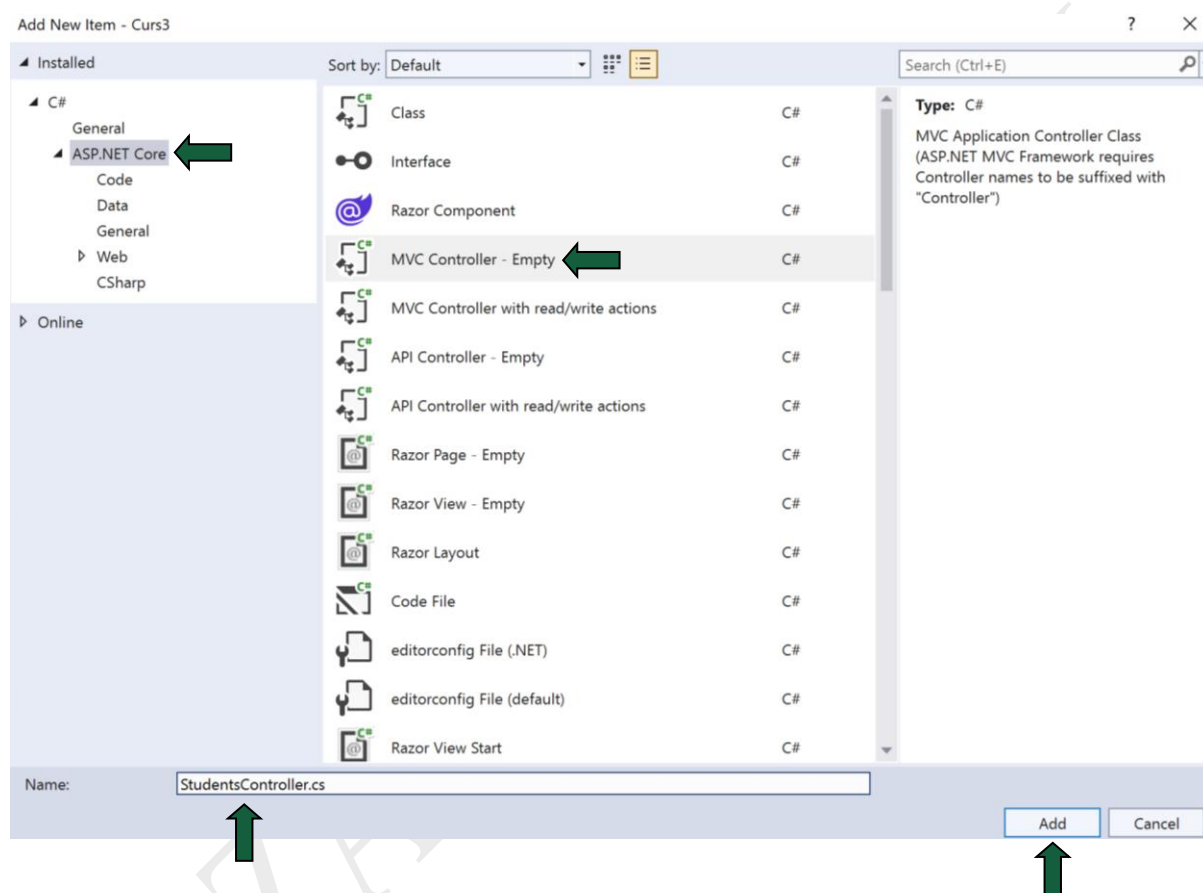 Add New Item - Curs3
? ×
Installed
Sort by: Default
Search (Ctrl+E)
C#
General
ASP.NET Core
Code
Data
General
Web
CSharp
Online
Class C#
Interface C#
Razor Component C#
MVC Controller - Empty C#
MVC Controller with read/write actions C#
API Controller - Empty C#
API Controller with read/write actions C#
Razor Page - Empty C#
Razor View - Empty C#
Razor Layout C#
Code File C#
editorconfig File (.NET) C#
editorconfig File (default) C#
Razor View Start C#
Type: C#
MVC Application Controller Class
(ASP.NET MVC Framework requires
Controller names to be suffixed with
"Controller")
Name: StudentsController.cs
Add Cancel